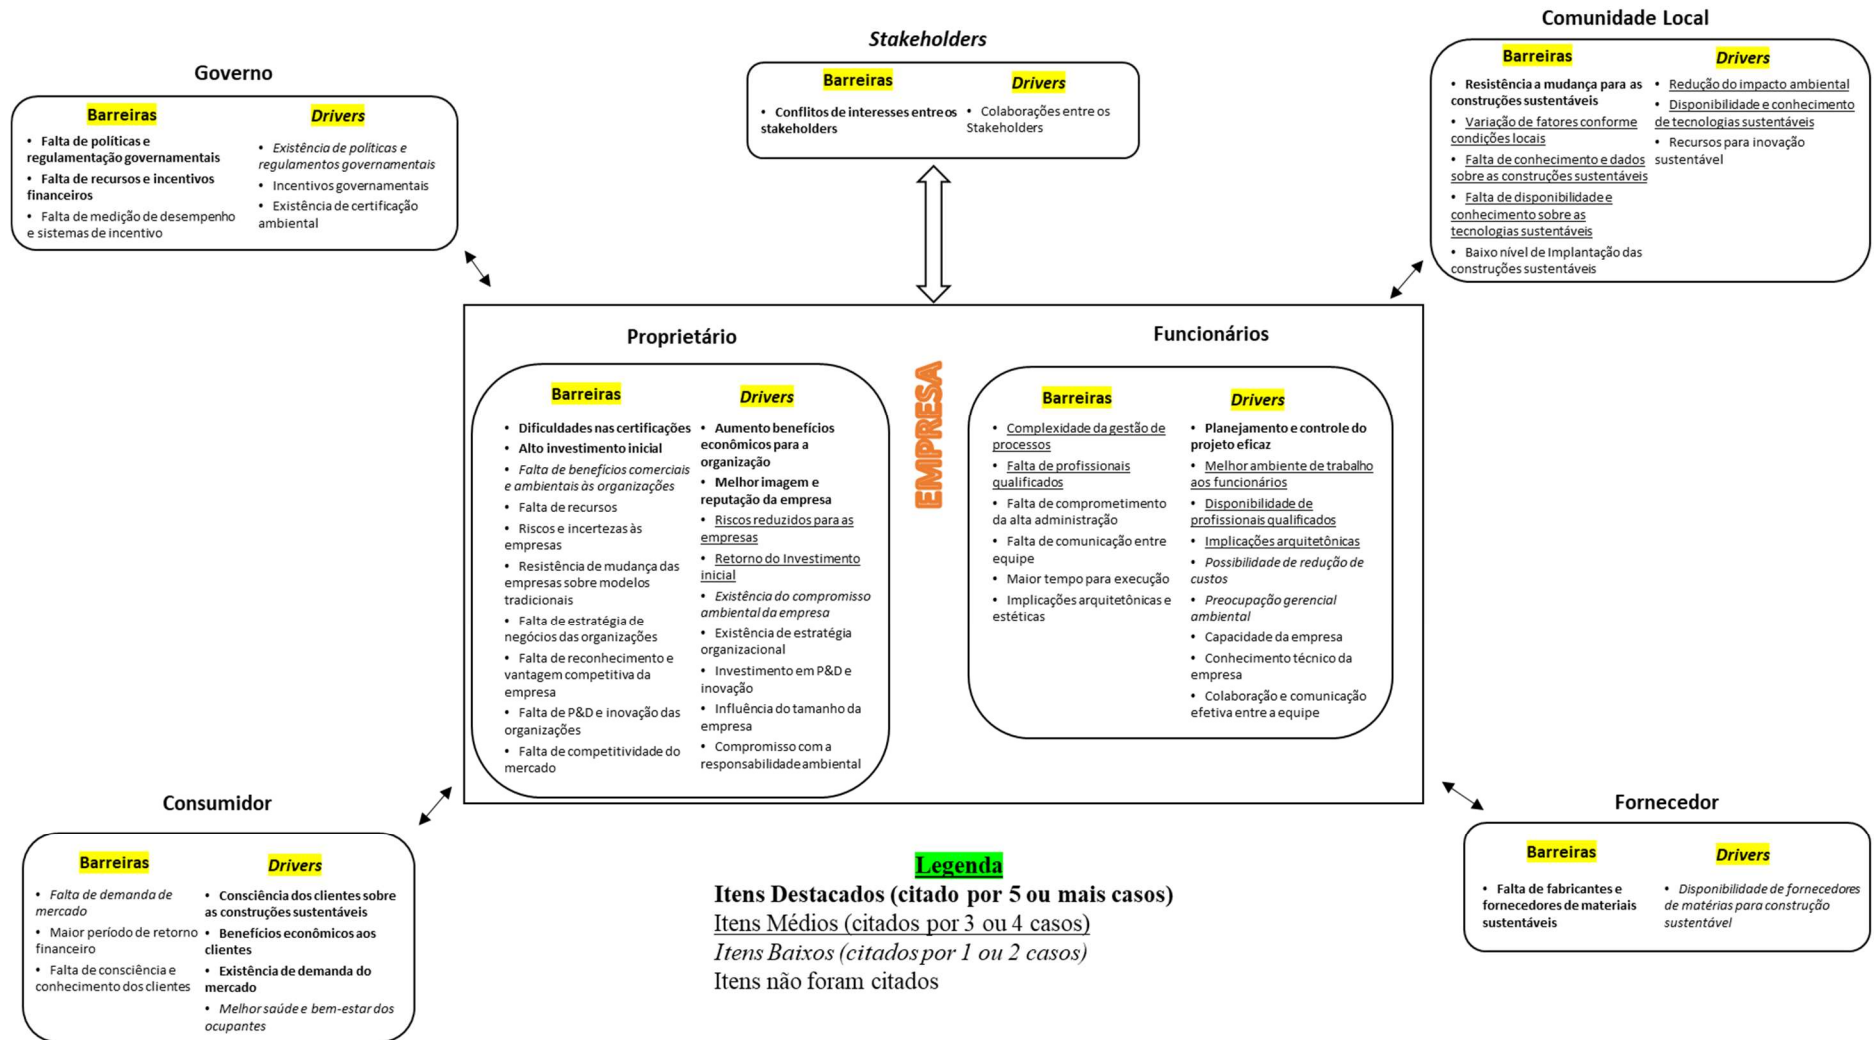 Governo
Barreiras
• Falta de políticas e
regulamentação governamentais
• Falta de recursos e incentivos
financeiros
• Falta de medição de desempenho
e sistemas de incentivo
Drivers
• Existência de políticas e
regulamentos governamentais
• Incentivos governamentais
• Existência de certificação
ambiental
Stakeholders
Barreiras
• Conflitos de interesses entre os
stakeholders
Drivers
• Colaborações entre os
Stakeholders
Comunidade Local
Barreiras
• Resistência a mudança para as
construções sustentáveis
• Variação de fatores conforme
condições locais
• Falta de conhecimento e dados
sobre as construções sustentáveis
• Falta de disponibilidade e
conhecimento sobre as
tecnologias sustentáveis
• Baixo nível de Implantação das
construções sustentáveis
Drivers
• Redução do impacto ambiental
• Disponibilidade e conhecimento
de tecnologias sustentáveis
• Recursos para inovação
sustentável
Proprietário
Barreiras
• Dificuldades nas certificações
• Alto investimento inicial
• Falta de benefícios comerciais
e ambientais às organizações
• Falta de recursos
• Riscos e incertezas às
empresas
• Resistência de mudança das
empresas sobre modelos
tradicionais
• Falta de estratégia de
negócios das organizações
• Falta de reconhecimento e
vantagem competitiva da
empresa
• Falta de P&D e inovação das
organizações
• Falta de competitividade do
mercado
Drivers
• Aumento benefícios
econômicos para a
organização
• Melhor imagem e
reputação da empresa
• Riscos reduzidos para as
empresas
• Retorno do Investimento
inicial
• Existência do compromisso
ambiental da empresa
• Existência de estratégia
organizacional
• Investimento em P&D e
inovação
• Influência do tamanho da
empresa
• Compromisso com a
responsabilidade ambiental
EMPRESA
Funcionários
Barreiras
• Complexidade da gestão de
processos
• Falta de profissionais
qualificados
• Falta de comprometimento
da alta administração
• Falta de comunicação entre
equipe
• Maior tempo para execução
• Implicações arquitetônicas e
estéticas
Drivers
• Planejamento e controle do
projeto eficaz
• Melhor ambiente de trabalho
aos funcionários
• Disponibilidade de
profissionais qualificados
• Implicações arquitetônicas
• Possibilidade de redução de
custos
• Preocupação gerencial
ambiental
• Capacidade da empresa
• Conhecimento técnico da
empresa
• Colaboração e comunicação
efetiva entre a equipe
Consumidor
Barreiras
• Falta de demanda de
mercado
• Maior período de retorno
financeiro
• Falta de consciência e
conhecimento dos clientes
Drivers
• Consciência dos clientes sobre
as construções sustentáveis
• Benefícios econômicos aos
clientes
• Existência de demanda do
mercado
• Melhor saúde e bem-estar dos
ocupantes
Legenda
Itens Destacados (citado por 5 ou mais casos)
Itens Médios (citados por 3 ou 4 casos)
Itens Baixos (citados por 1 ou 2 casos)
Itens não foram citados
Fornecedor
Barreiras
• Falta de fabricantes e
fornecedores de materiais
sustentáveis
Drivers
• Disponibilidade de fornecedores
de matérias para construção
sustentável